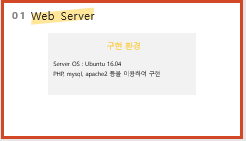 01 Web Server
구현 환경
Server OS : Ubuntu 16.04
PHP, mysql, apache2 등을 이용하여 구현